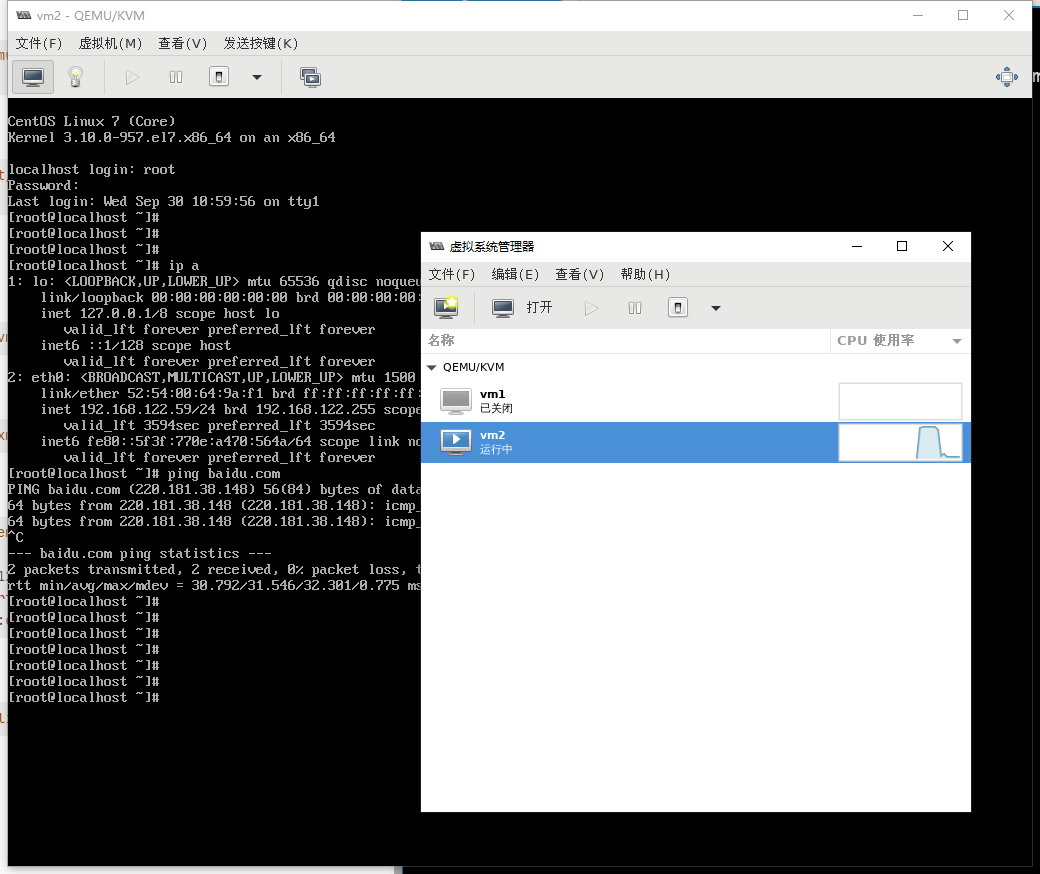 vm2 - QEMU/KVM
文件(F) 虚拟机(M) 查看(V) 发送按键(K)
CentOS Linux 7 (Core)
Kernel 3.10.0-957.el7.x86_64 on an x86_64
localhost login: root
Password:
Last login: Wed Sep 30 10:59:56 on tty1
[root@localhost ~]#
[root@localhost ~]#
[root@localhost ~]#
[root@localhost ~]# ip a
1: lo: <LOOPBACK,UP,LOWER_UP> mtu 65536 qdisc noqueu
link/loopback 00:00:00:00:00:00 brd 00:00:00:00:
inet 127.0.0.1/8 scope host lo
valid_lft forever preferred_lft forever
inet6 ::1/128 scope host
valid_lft forever preferred_lft forever
2: eth0: <BROADCAST,MULTICAST,UP,LOWER_UP> mtu 1500
link/ether 52:54:00:64:9a:f1 brd ff:ff:ff:ff:ff:
inet 192.168.122.59/24 brd 192.168.122.255 scope
valid_lft 3594sec preferred_lft 3594sec
inet6 fe80::5f3f:770e:a470:564a/64 scope link no
valid_lft forever preferred_lft forever
[root@localhost ~]# ping baidu.com
PING baidu.com (220.181.38.148) 56(84) bytes of data
64 bytes from 220.181.38.148 (220.181.38.148): icmp_
64 bytes from 220.181.38.148 (220.181.38.148): icmp_
^C
--- baidu.com ping statistics ---
2 packets transmitted, 2 received, 0% packet loss, t
rtt min/avg/max/mdev = 30.792/31.546/32.301/0.775 ms
[root@localhost ~]#
[root@localhost ~]#
[root@localhost ~]#
[root@localhost ~]#
[root@localhost ~]#
[root@localhost ~]#
[root@localhost ~]#
虚拟系统管理器
文件(F) 编辑(E) 查看(V) 帮助(H)
打开
名称 CPU 使用率
QEMU/KVM
vm1
已关闭
vm2
运行中